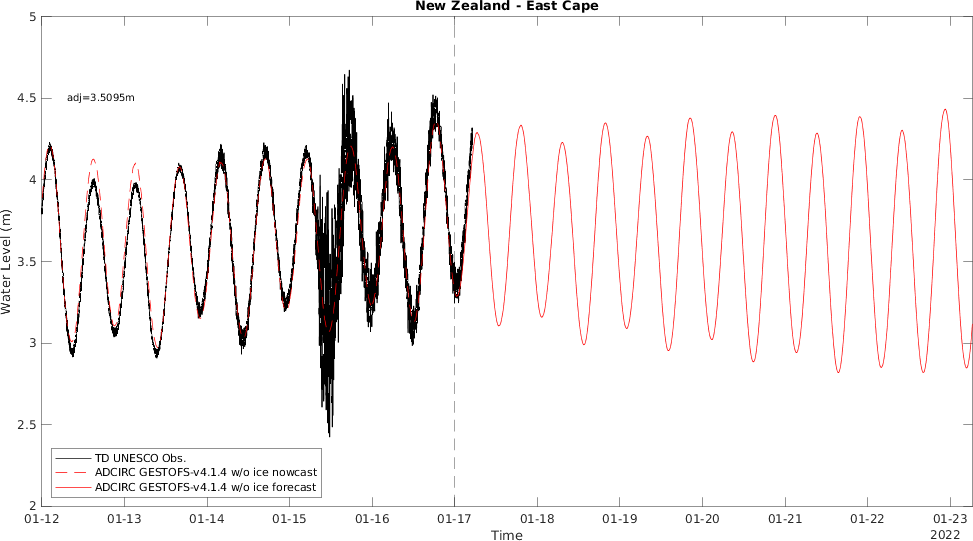 New Zealand - East Cape
5
4.5
4
3.5
3
2.5
2
Water Level (m)
adj=3.5095m
TD UNESCO Obs.
ADCIRC GESTOFS-v4.1.4 w/o ice nowcast
ADCIRC GESTOFS-v4.1.4 w/o ice forecast
01-12 01-13 01-14 01-15 01-16 01-17 01-18 01-19 01-20 01-21 01-22 01-23
2022
Time